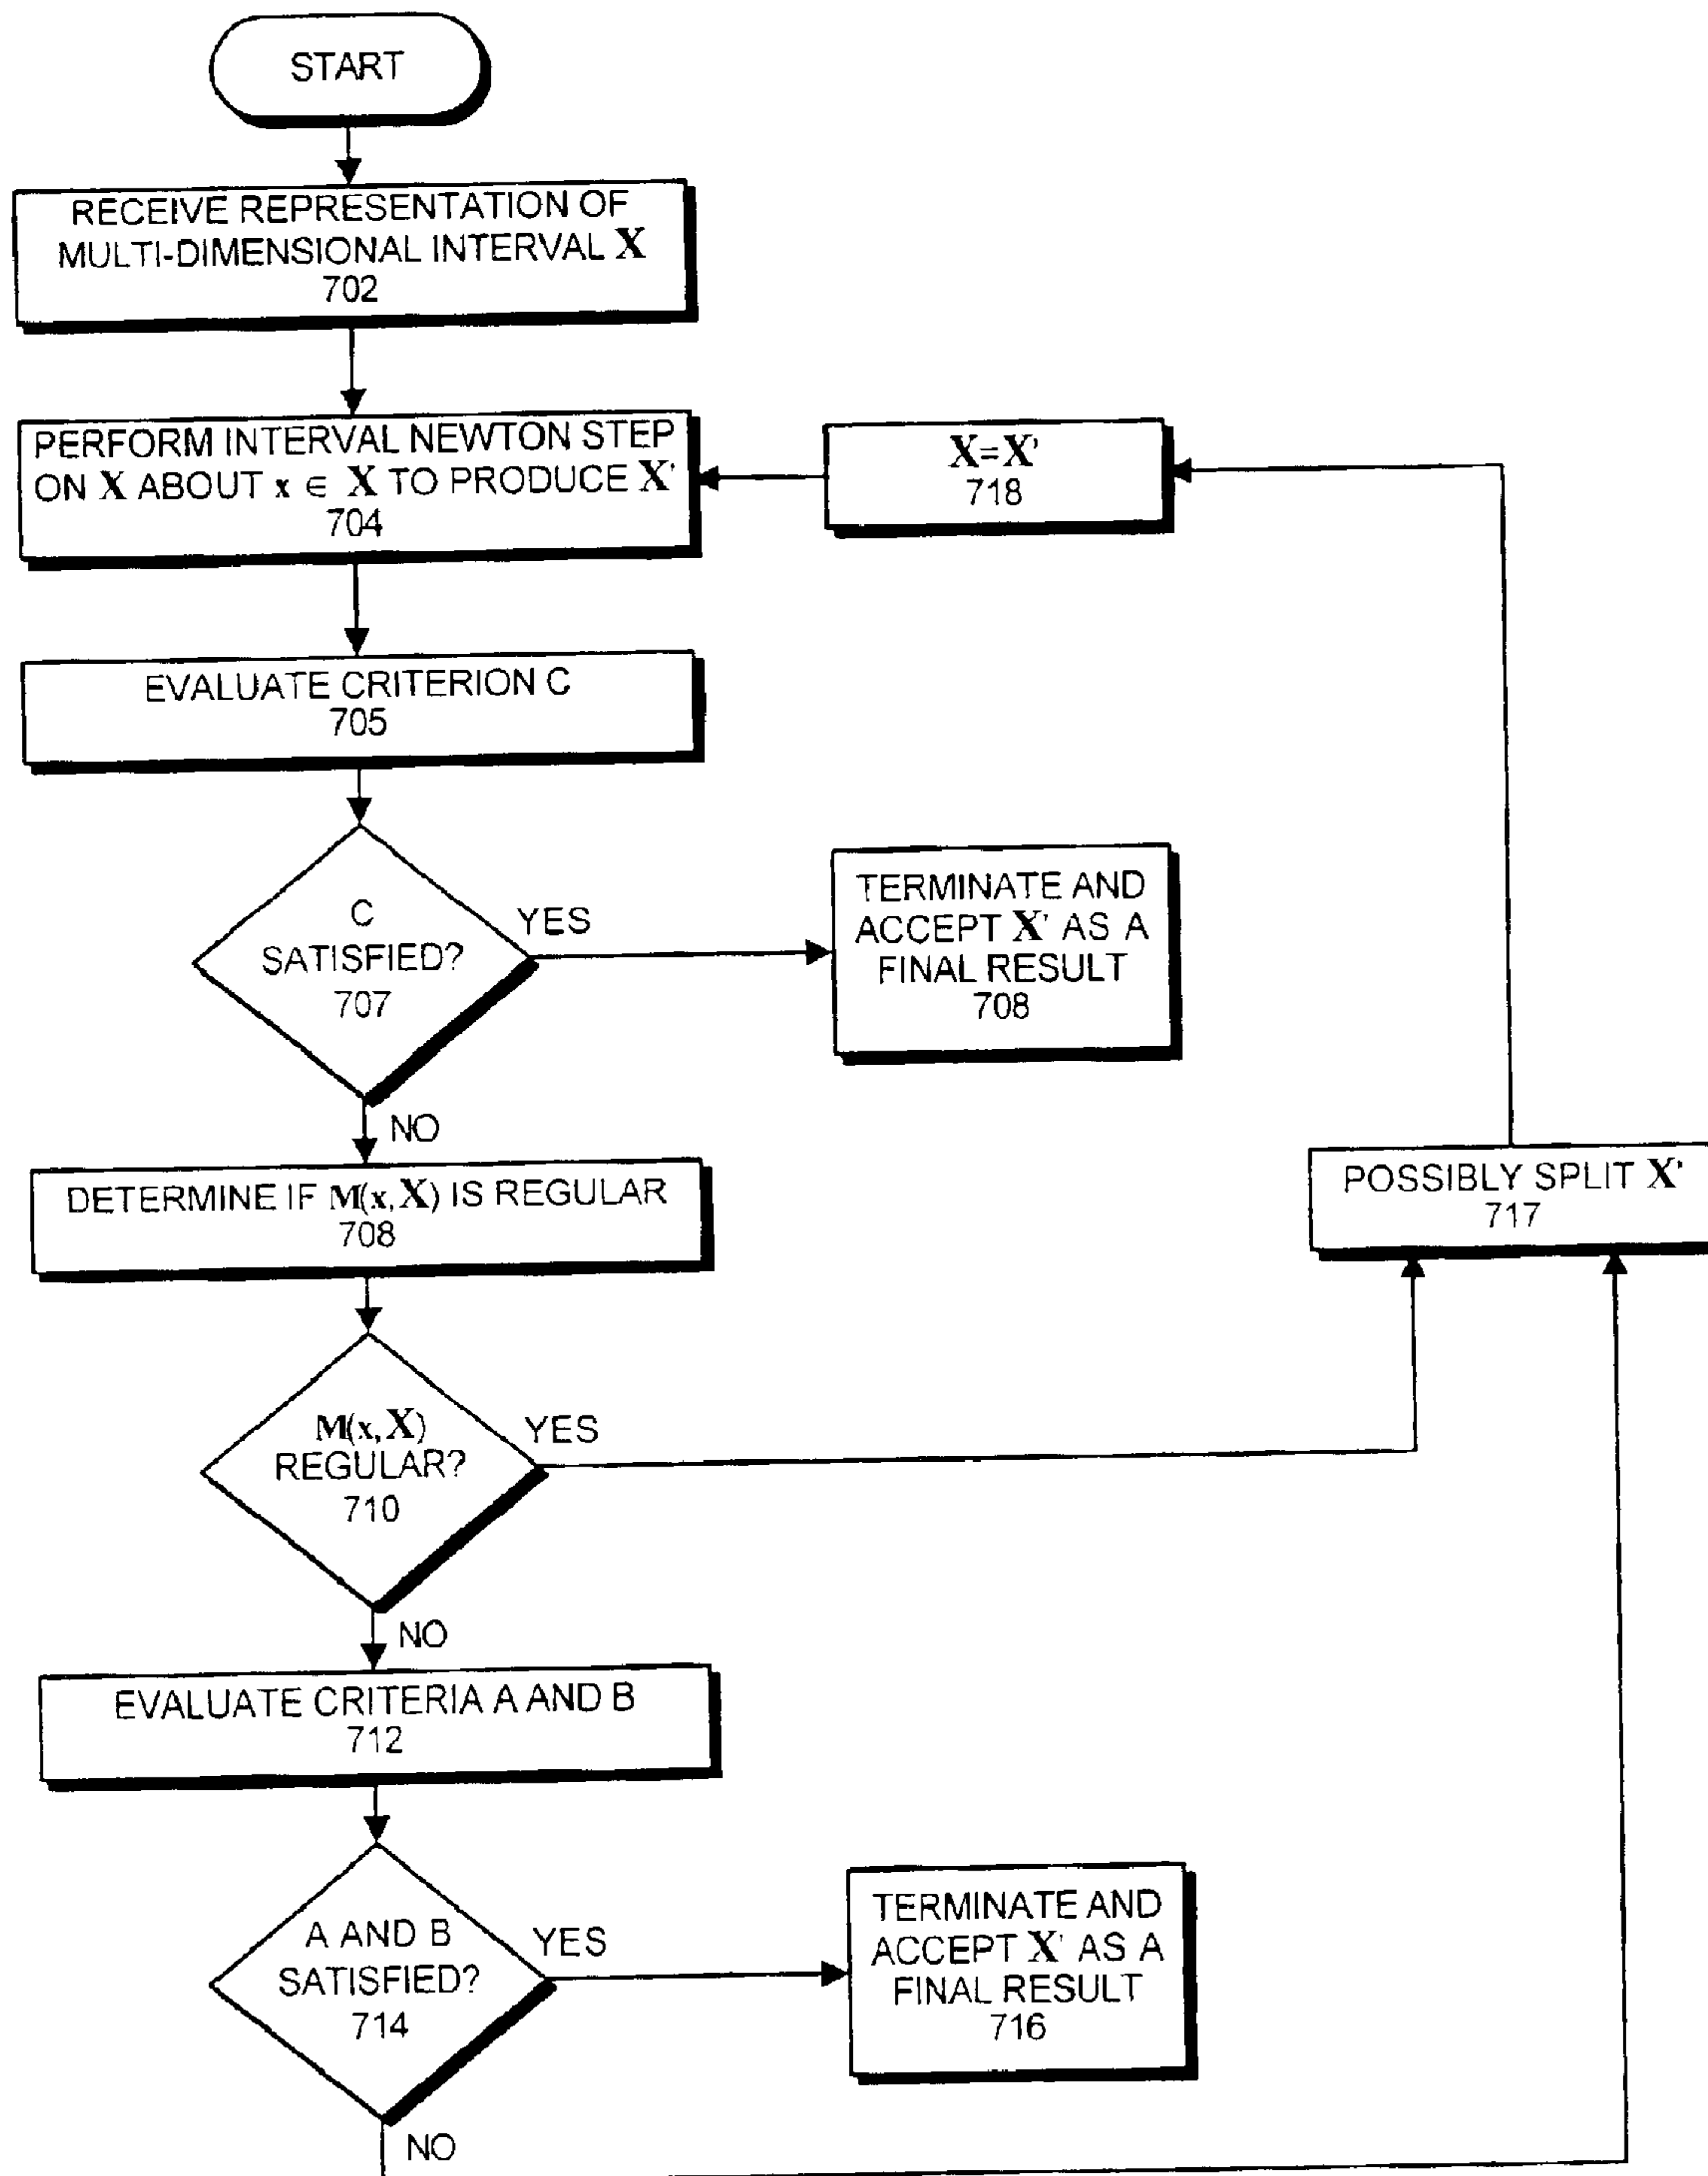 START
RECEIVE REPRESENTATION OF
MULTI-DIMENSIONAL INTERVAL X
702
PERFORM INTERVAL NEWTON STEP
ON X ABOUT x ∈ X TO PRODUCE X'
704
X=X'
718
EVALUATE CRITERION C
705
C
SATISFIED?
707
YES
TERMINATE AND
ACCEPT X' AS A
FINAL RESULT
708
NO
DETERMINE IF M(x,X) IS REGULAR
708
POSSIBLY SPLIT X'
717
M(x,X)
REGULAR?
710
YES
NO
EVALUATE CRITERIA A AND B
712
A AND B
SATISFIED?
714
YES
TERMINATE AND
ACCEPT X' AS A
FINAL RESULT
716
NO